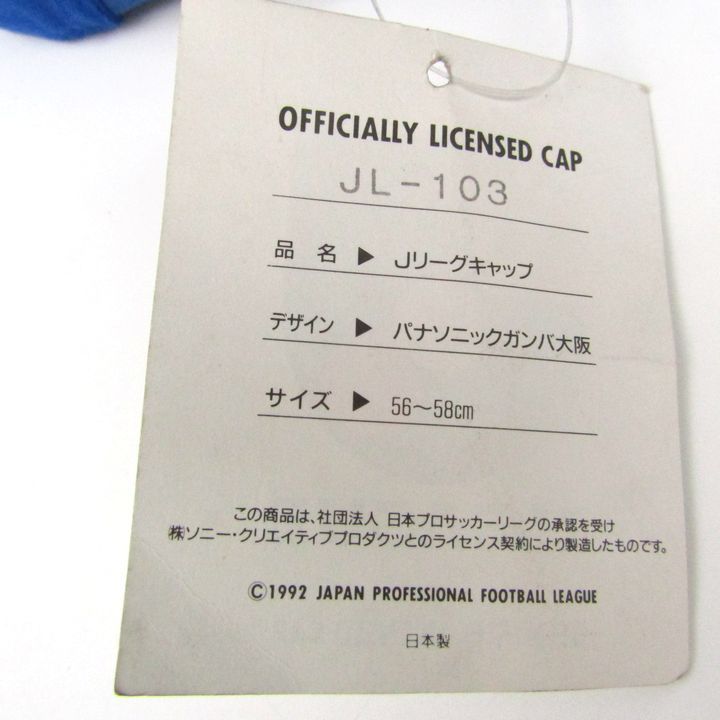 OFFICIALLY LICENSED CAP
JL-103
品名 ▶ Jリーグキャップ
デザイン ▶ パナソニックガンバ大阪
サイズ ▶ 56〜58cm
この商品は、社団法人 日本プロサッカーリーグの承認を受け
㈱ソニー・クリエイティブプロダクツとのライセンス契約により製造したものです。
©1992 JAPAN PROFESSIONAL FOOTBALL LEAGUE
日本製